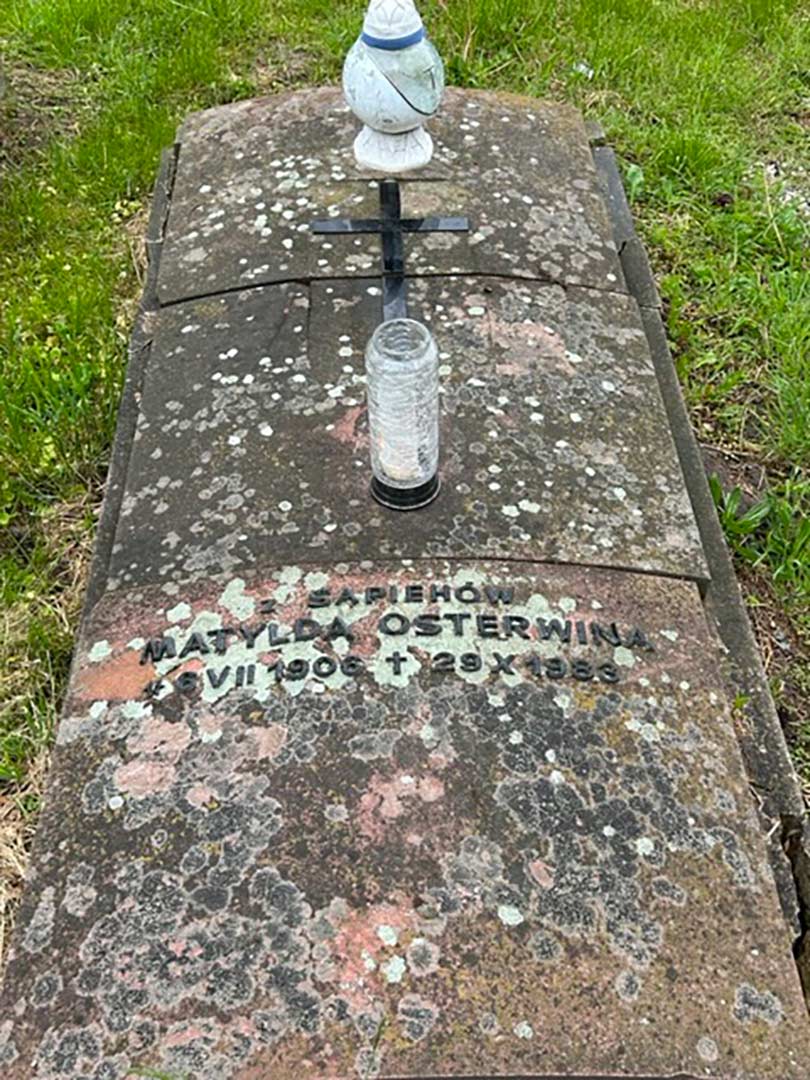 z SAPIEHÓW
MATYLDA OSTERWINA
* 6 VII 1906 † 29 X 1983